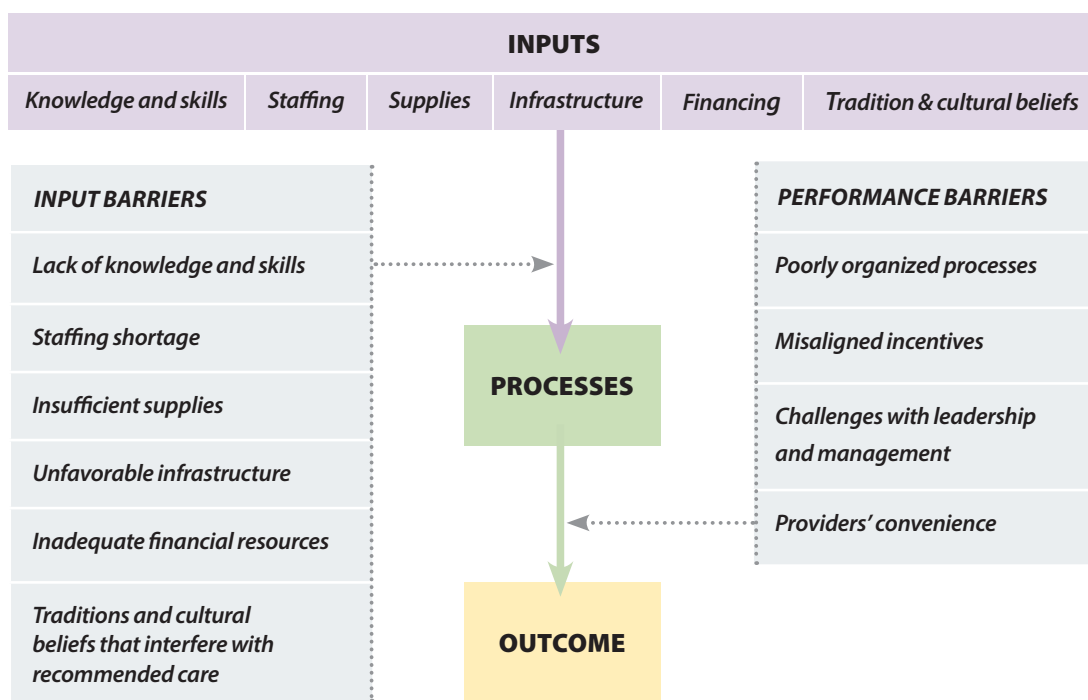 INPUTS
Knowledge and skills
Staffing
Supplies
Infrastructure
Financing
Tradition & cultural beliefs
INPUT BARRIERS
Lack of knowledge and skills
Staffing shortage
Insufficient supplies
Unfavorable infrastructure
Inadequate financial resources
Traditions and cultural
beliefs that interfere with
recommended care
PROCESSES
OUTCOME
PERFORMANCE BARRIERS
Poorly organized processes
Misaligned incentives
Challenges with leadership
and management
Providers’ convenience